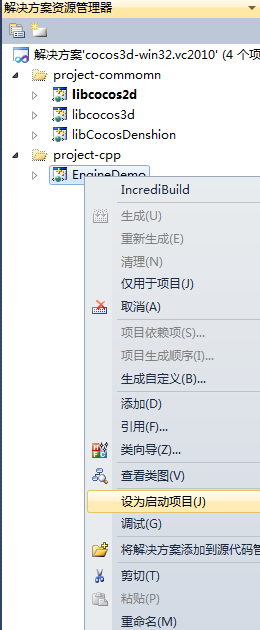 解决方案资源管理器
解决方案'cocos3d-win32.vc2010' (4 个项
project-commomn
libcocos2d
libcocos3d
libCocosDenshion
project-cpp
EngineDemo
IncrediBuild
生成(U)
重新生成(E)
清理(N)
仅用于项目(J)
取消(A)
项目依赖项(S)...
项目生成顺序(I)...
生成自定义(B)...
添加(D)
引用(F)...
类向导(Z)...
查看类图(V)
设为启动项目(J)
调试(G)
将解决方案添加到源代码管
剪切(T)
粘贴(P)
重命名(M)